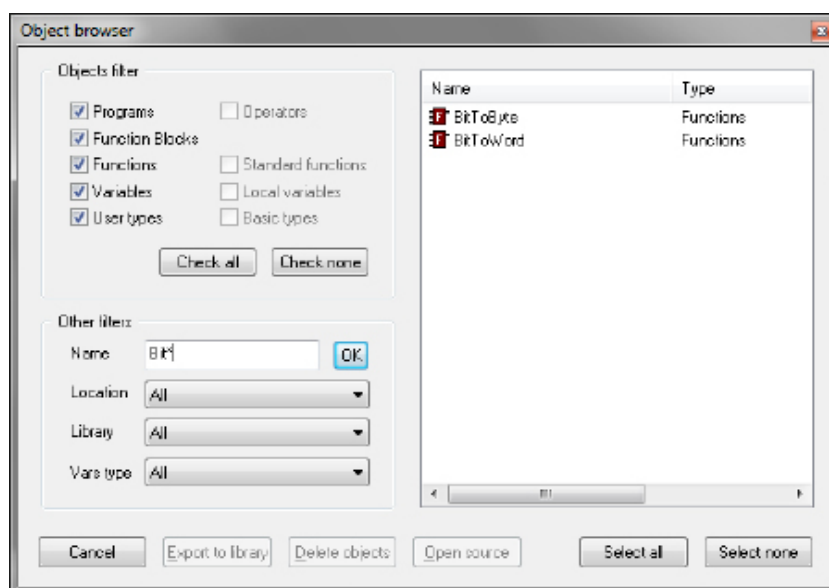 Object browser
Objects filter
Programs
Operators
Function Blocks
Functions
Standard functions
Variables
Local variables
User types
Basic types
Check all
Check none
Other filters
Name
Bit*
OK
Location
All
Library
All
Vars type
All
Name
Type
BitToByte
Functions
BitToWord
Functions
Cancel
Export to library
Delete objects
Open source
Select all
Select none